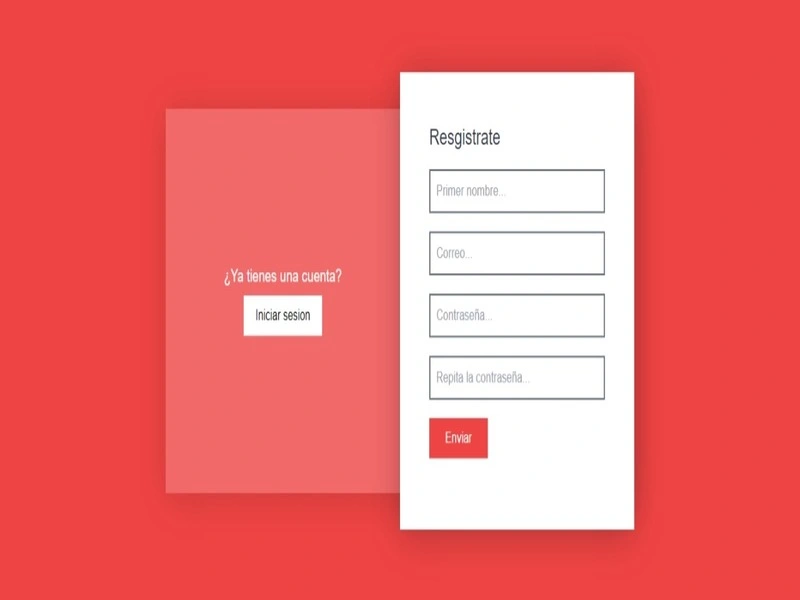 ¿Ya tienes una cuenta?
Iniciar sesion
Resgistrate
Primer nombre...
Correo...
Contraseña...
Repita la contraseña...
Enviar